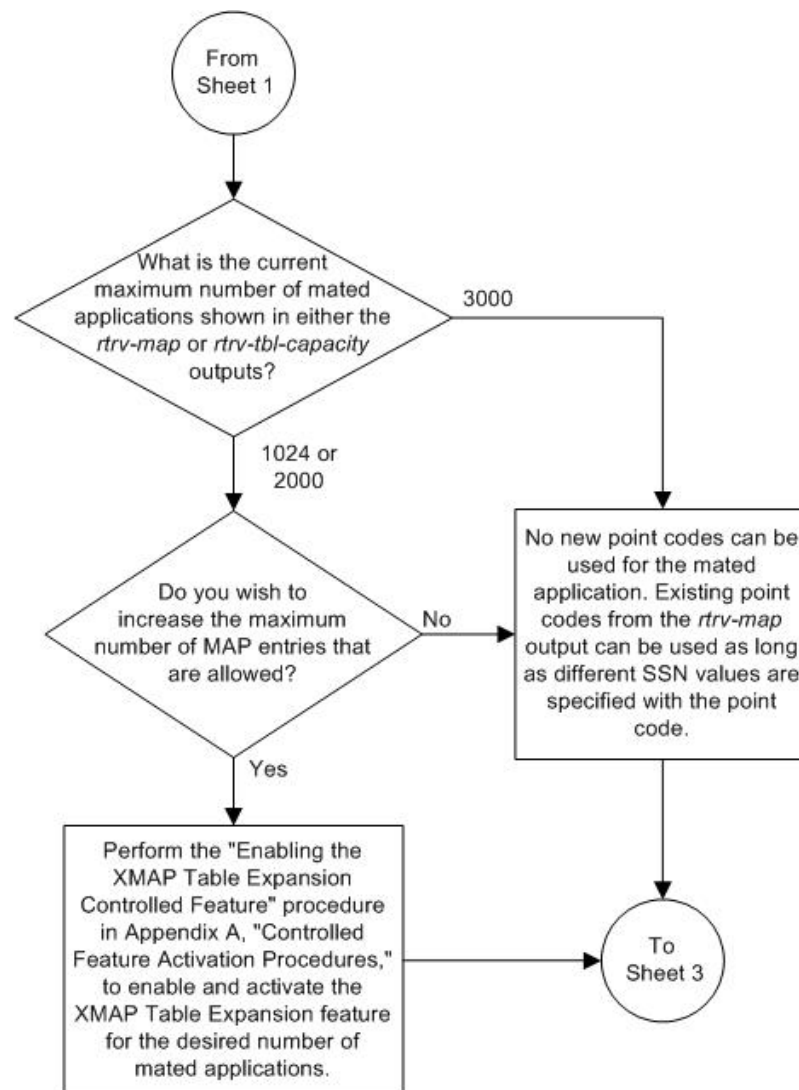 From
Sheet 1
What is the current
maximum number of mated
applications shown in either the
rtrv-map or rtrv-tbl-capacity
outputs?
3000
1024 or
2000
Do you wish to
increase the maximum
number of MAP entries that
are allowed?
No
Yes
No new point codes can be
used for the mated
application. Existing point
codes from the rtrv-map
output can be used as long
as different SSN values are
specified with the point
code.
Perform the "Enabling the
XMAP Table Expansion
Controlled Feature" procedure
in Appendix A, "Controlled
Feature Activation Procedures,"
to enable and activate the
XMAP Table Expansion feature
for the desired number of
mated applications.
To
Sheet 3